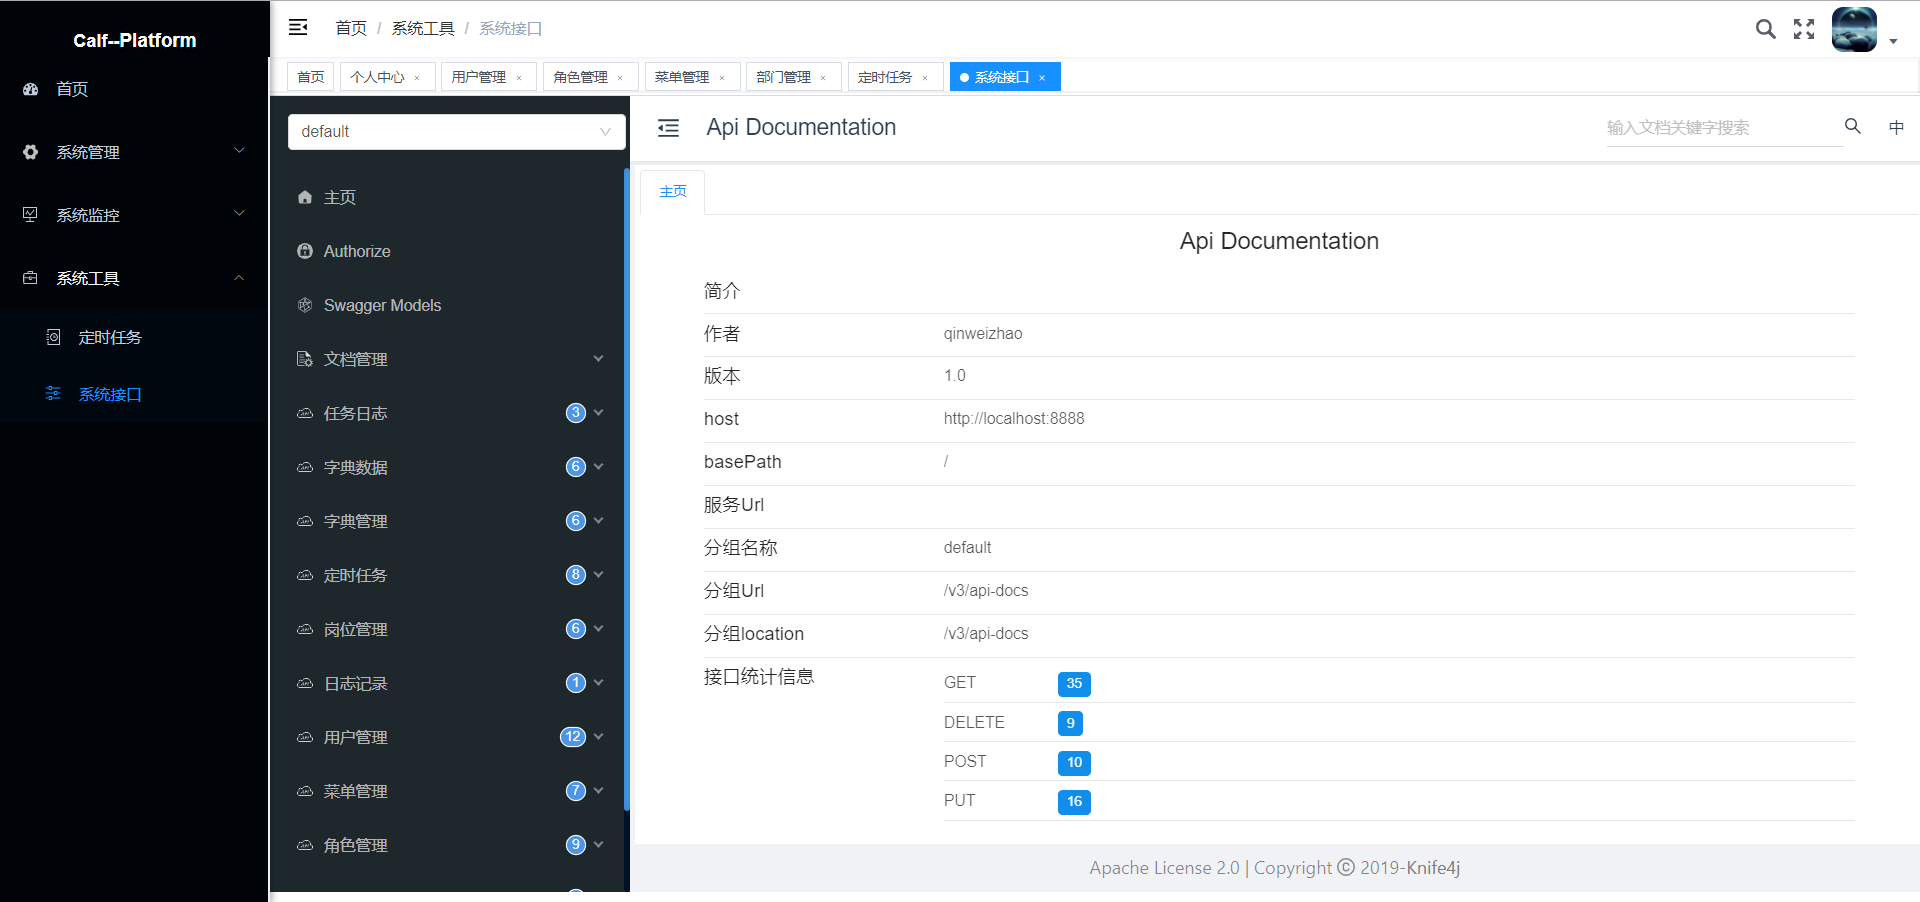 Calf--Platform
首页
系统管理
系统监控
系统工具
定时任务
系统接口
首页 / 系统工具 / 系统接口
首页 个人中心 × 用户管理 × 角色管理 × 菜单管理 × 部门管理 × 定时任务 × 系统接口 ×
default
主页
Authorize
Swagger Models
文档管理
任务日志 3
字典数据 6
字典管理 6
定时任务 8
岗位管理 6
日志记录 1
用户管理 12
菜单管理 7
角色管理 9
Api Documentation
输入文档关键字搜索
中
主页
Api Documentation
简介
作者 qinweizhao
版本 1.0
host http://localhost:8888
basePath /
服务Url
分组名称 default
分组Url /v3/api-docs
分组location /v3/api-docs
接口统计信息
GET 35
DELETE 9
POST 10
PUT 16
Apache License 2.0 | Copyright © 2019-Knife4j